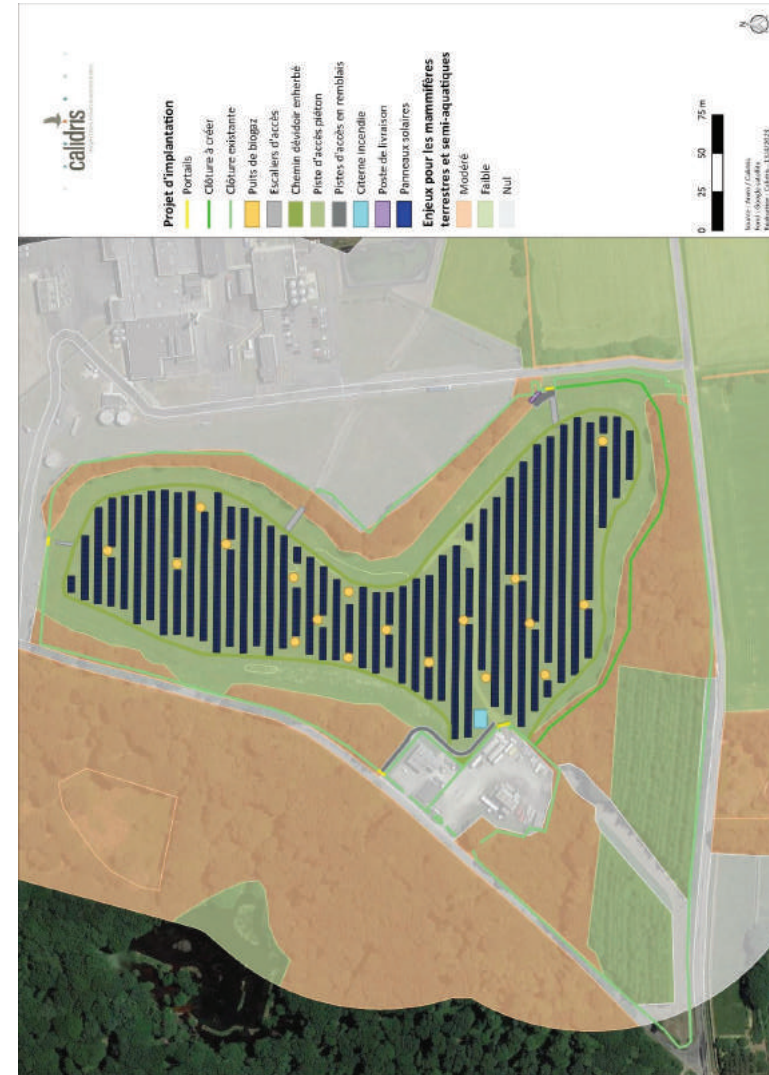 calidris
Projet d'implantation
Portails
Clôture à créer
Clôture existante
Puits de biogaz
Escaliers d'accès
Chemin dévidoir enherbé
Piste d'accès piéton
Pistes d'accès en remblais
Citerne incendie
Poste de livraison
Panneaux solaires
Enjeux pour les mammifères
terrestres et semi-aquatiques
Modéré
Faible
Nul
0 25 50 75 m
N